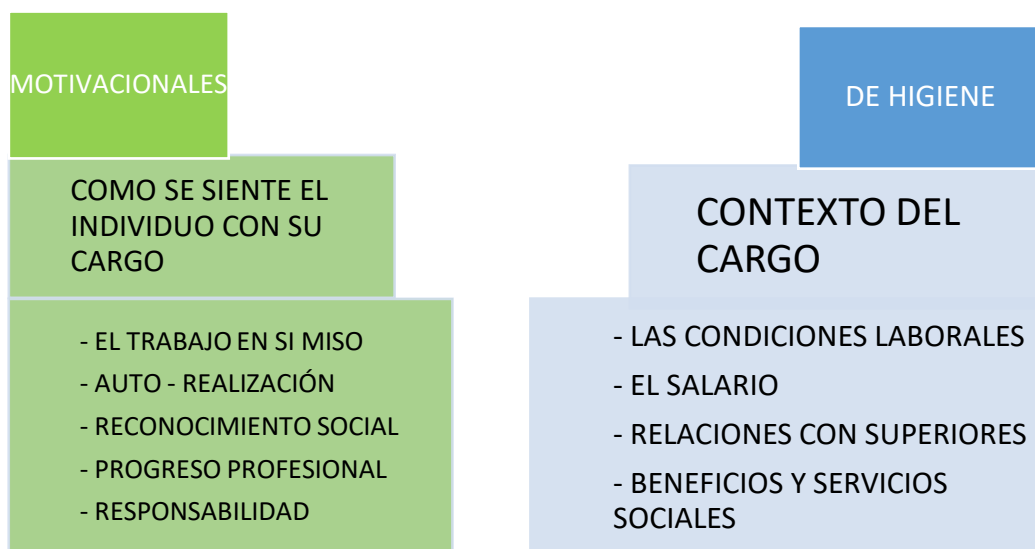 MOTIVACIONALES
COMO SE SIENTE EL
INDIVIDUO CON SU
CARGO
- EL TRABAJO EN SI MISO
- AUTO - REALIZACIÓN
- RECONOCIMIENTO SOCIAL
- PROGRESO PROFESIONAL
- RESPONSABILIDAD
DE HIGIENE
CONTEXTO DEL
CARGO
- LAS CONDICIONES LABORALES
- EL SALARIO
- RELACIONES CON SUPERIORES
- BENEFICIOS Y SERVICIOS
SOCIALES